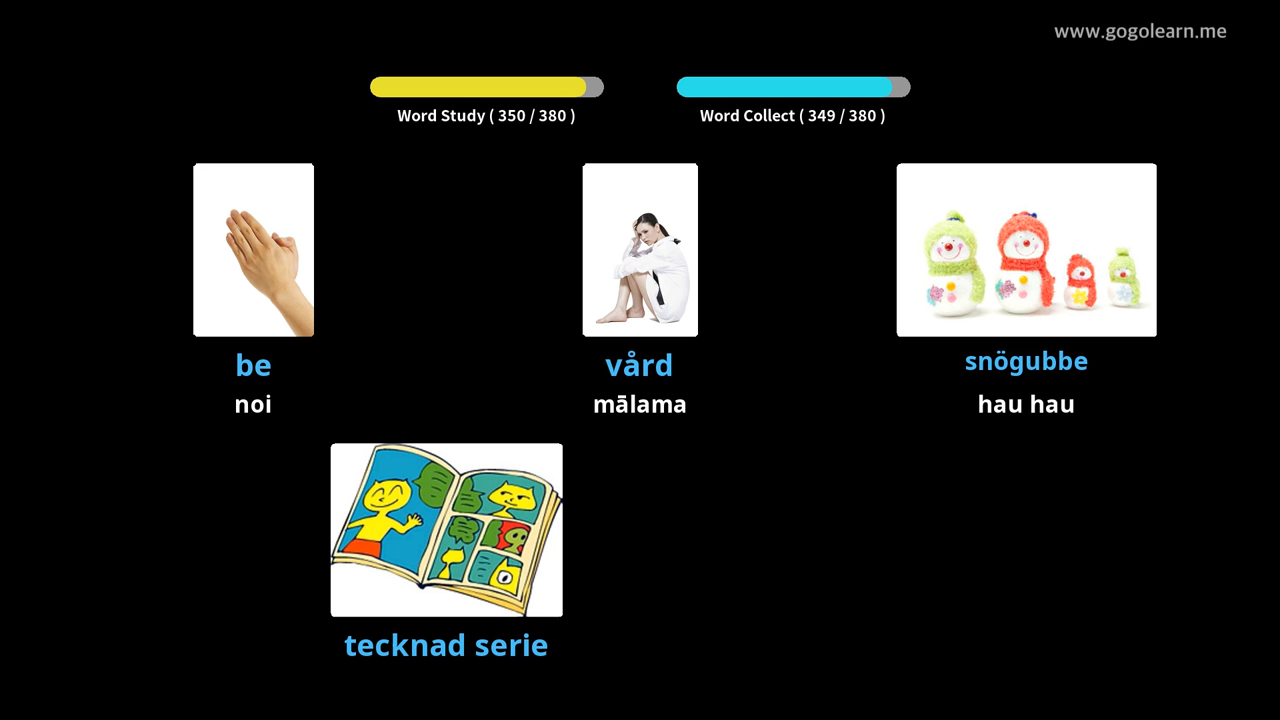 www.gogolearn.me
Word Study ( 350 / 380 )
Word Collect ( 349 / 380 )
be
noi
vård
mālama
snögubbe
hau hau
tecknad serie